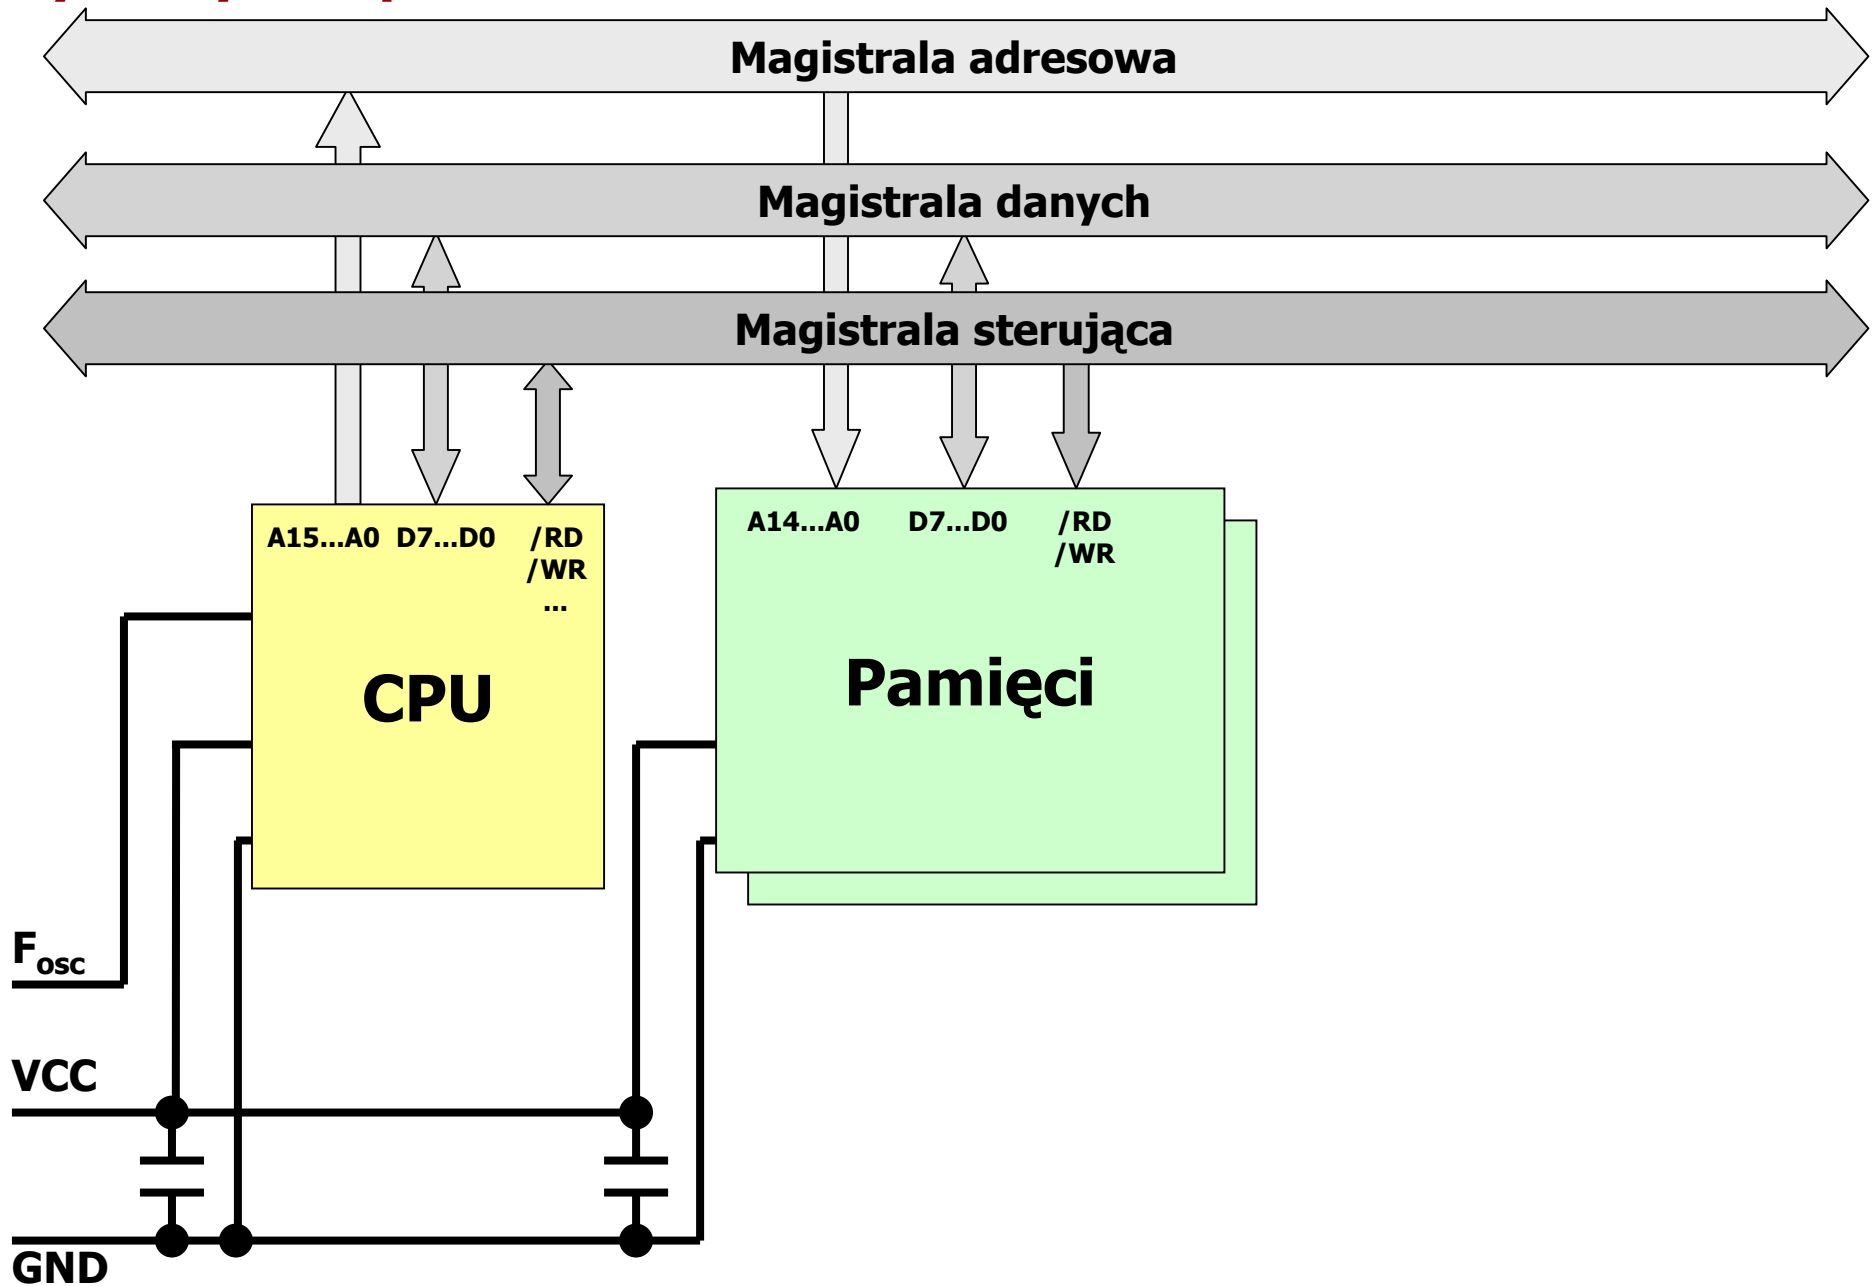 Magistrala adresowa
Magistrala danych
Magistrala sterująca
A15...A0 D7...D0 /RD
/WR
...
CPU
A14...A0 D7...D0 /RD
/WR
Pamięci
Fosc
VCC
GND